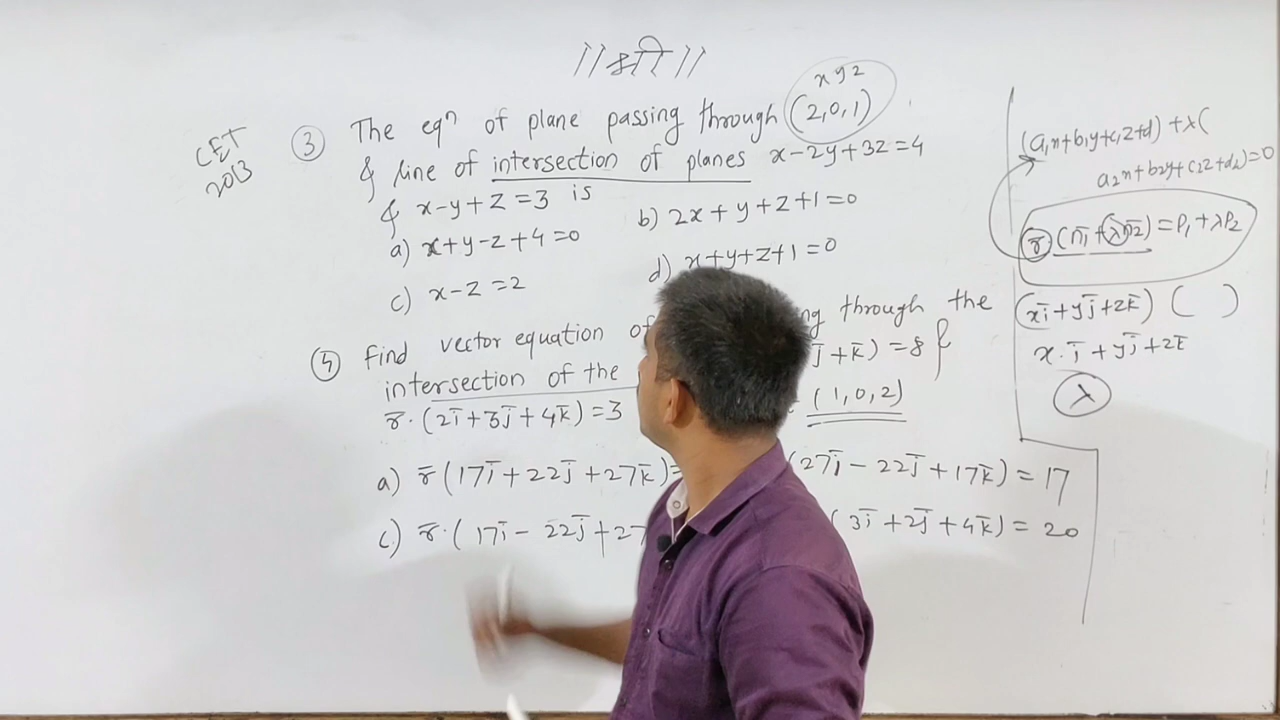 ||श्री||
CET
2013
③ The eqⁿ of plane passing through (2,0,1)
x y z
& line of intersection of planes x-2y+3z=4
& x-y+z=3 is
a) x+y-z+4=0 b) 2x+y+z+1=0
c) x-z=2 d) x+y+z+1=0
④ Find vector equation of ng through the
intersection of the j̄+k̄)=8 &
r̄·(2ī+3j̄+4k̄)=3 (1,0,2)
a) r̄(17ī+22j̄+27k̄)= (27ī-22j̄+17k̄)=17
c) r̄·(17ī-22j̄+27 (3ī+2j̄+4k̄)=20
(a₁x+b₁y+c₁z+d)+λ(
a₂x+b₂y+c₂z+d₂)=0
r̄(n̄₁+λn̄₂)=P₁+λP₂
(xī+yj̄+zk̄) ( )
x·ī+yj̄+zk̄
λ